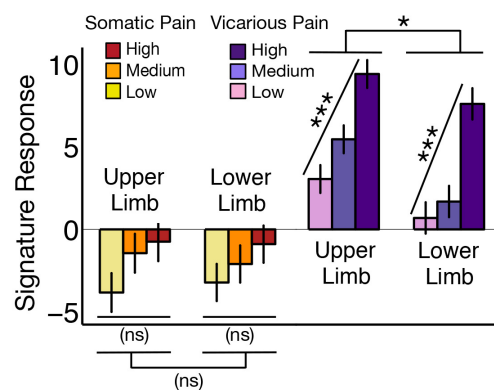 Somatic Pain
High
Medium
Low
Vicarious Pain
High
Medium
Low
*
***
***
Signature Response
10
5
0
−5
Upper
Limb
Lower
Limb
Upper
Limb
Lower
Limb
(ns)
(ns)
(ns)